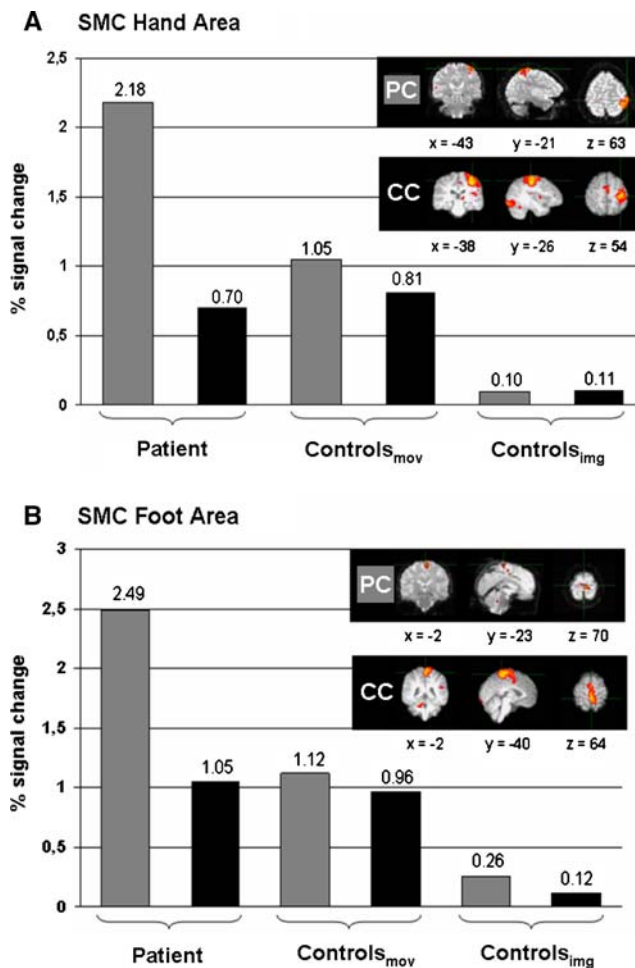 A SMC Hand Area
% signal change
2,5
2
1,5
1
0,5
0
2.18
0.70
1.05
0.81
0.10
0.11
PC
x = -43 y = -21 z = 63
CC
x = -38 y = -26 z = 54
Patient Controlsmov Controlsimg
B SMC Foot Area
% signal change
3
2,5
2
1,5
1
0,5
0
2.49
1.05
1.12
0.96
0.26
0.12
PC
x = -2 y = -23 z = 70
CC
x = -2 y = -40 z = 64
Patient Controlsmov Controlsimg